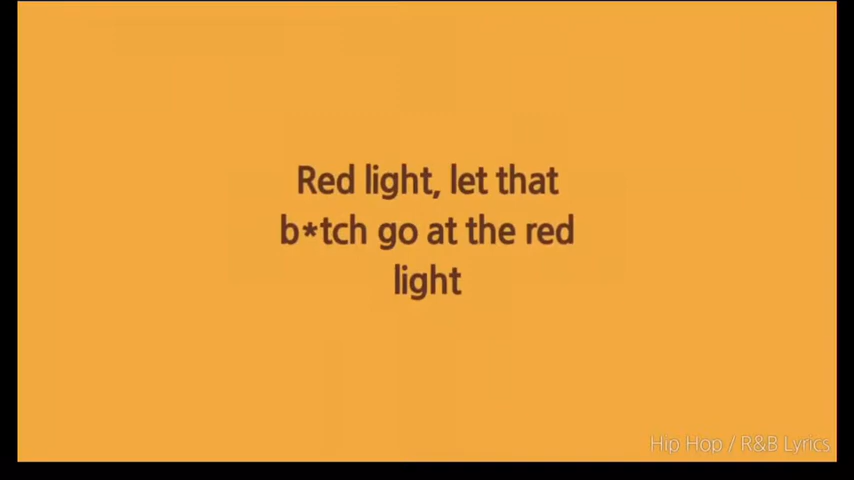 Red light, let that
b*tch go at the red
light
Hip Hop / R&B Lyrics